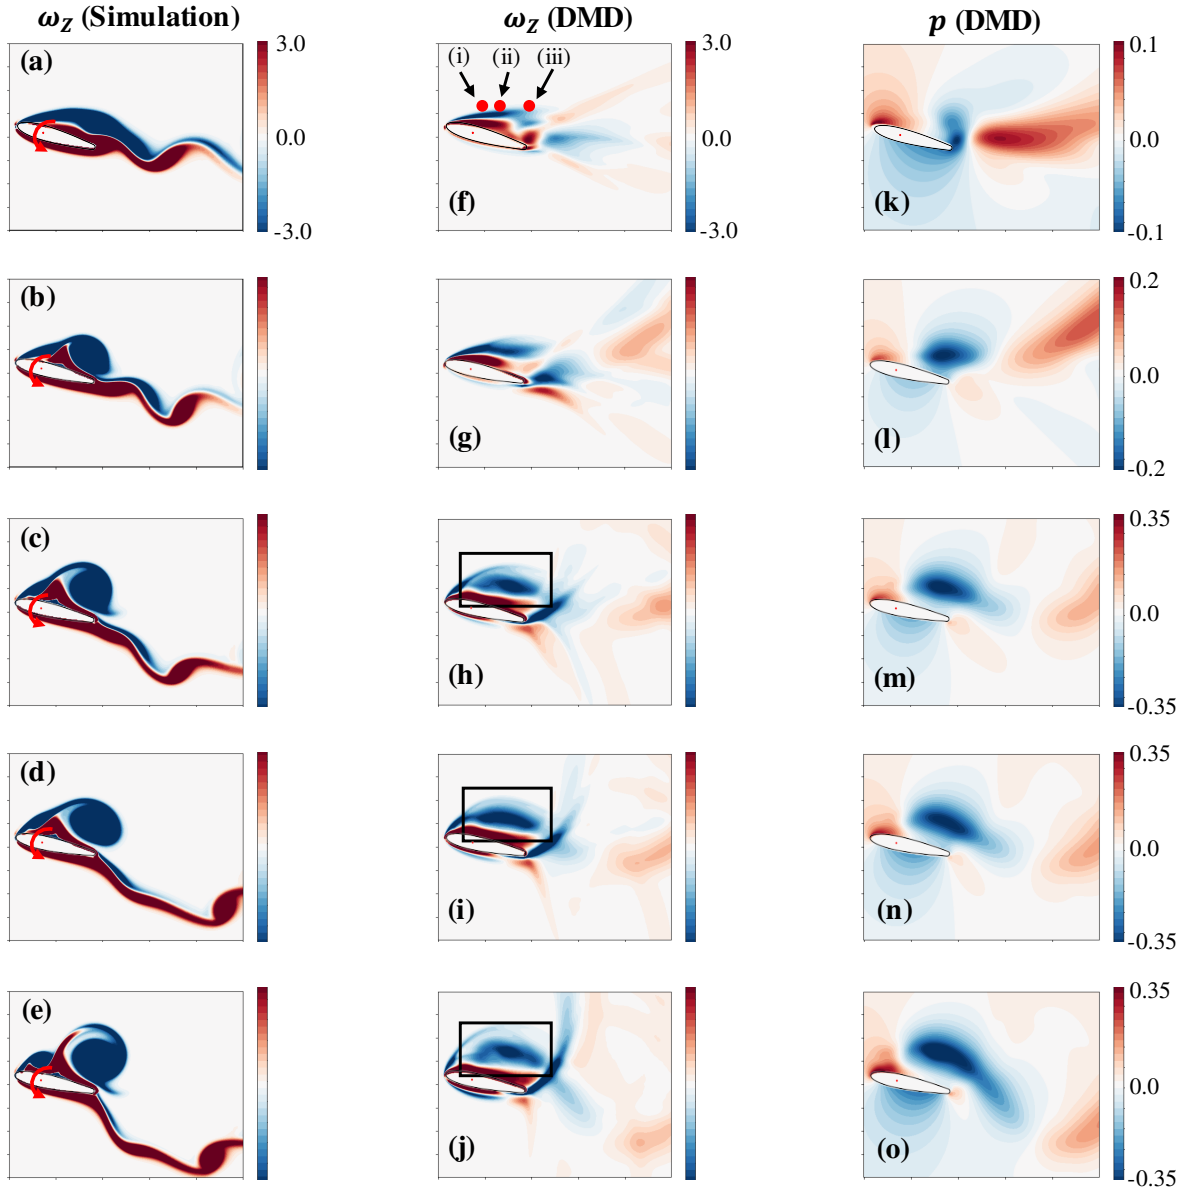 ω_Z (Simulation) ω_Z (DMD) p (DMD)
(a) 3.0 0.0 -3.0
(i) (ii) (iii) (f) 3.0 0.0 -3.0
(k) 0.1 0.0 -0.1
(b)
(g)
(l) 0.2 0.0 -0.2
(c)
(h)
(m) 0.35 0.0 -0.35
(d)
(i)
(n) 0.35 0.0 -0.35
(e)
(j)
(o) 0.35 0.0 -0.35